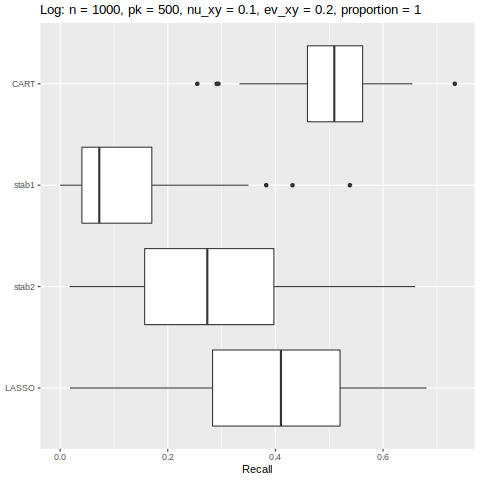 Log: n = 1000, pk = 500, nu_xy = 0.1, ev_xy = 0.2, proportion = 1
CART
stab1
stab2
LASSO
0.0 0.2 0.4 0.6
Recall